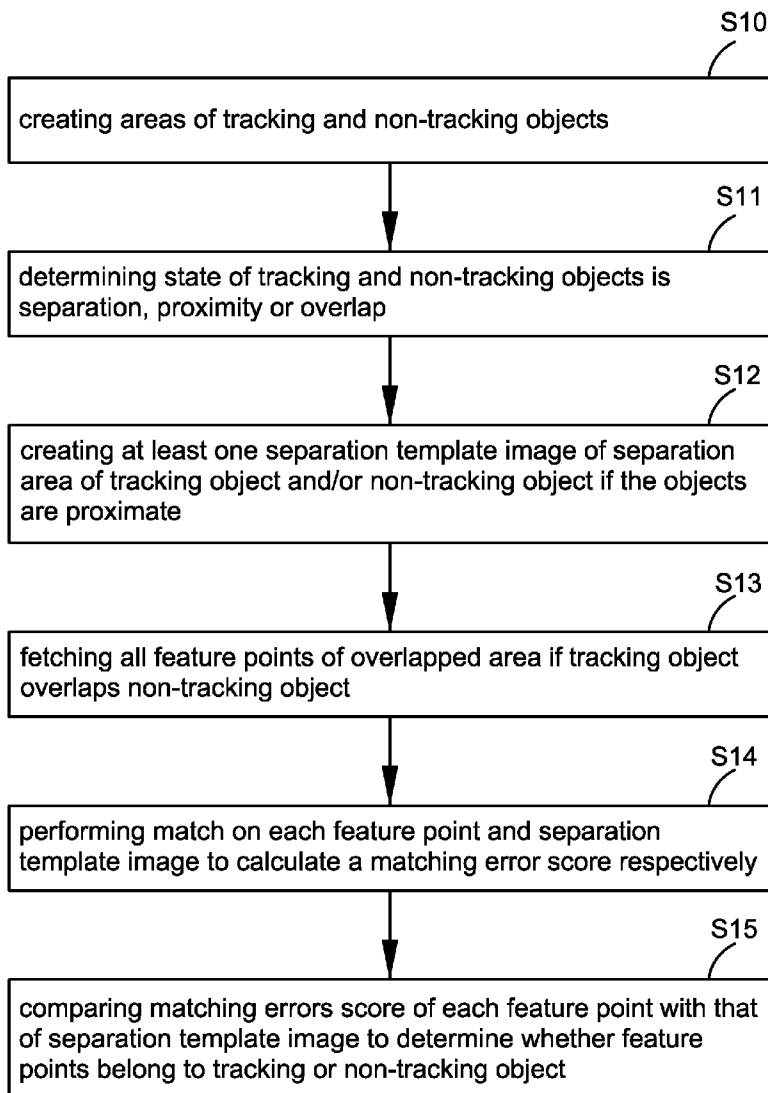 S10
creating areas of tracking and non-tracking objects
S11
determining state of tracking and non-tracking objects is
separation, proximity or overlap
S12
creating at least one separation template image of separation
area of tracking object and/or non-tracking object if the objects
are proximate
S13
fetching all feature points of overlapped area if tracking object
overlaps non-tracking object
S14
performing match on each feature point and separation
template image to calculate a matching error score respectively
S15
comparing matching errors score of each feature point with that
of separation template image to determine whether feature
points belong to tracking or non-tracking object